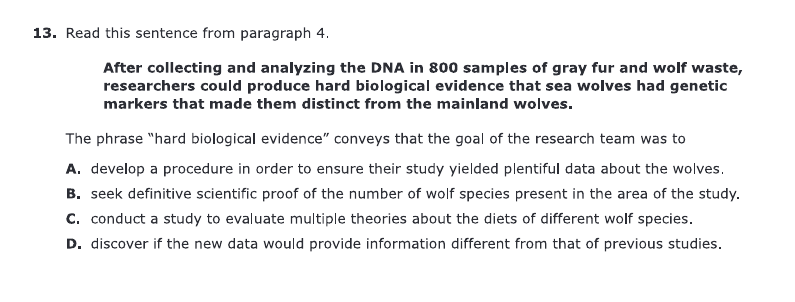 13. Read this sentence from paragraph 4.
After collecting and analyzing the DNA in 800 samples of gray fur and wolf waste,
researchers could produce hard biological evidence that sea wolves had genetic
markers that made them distinct from the mainland wolves.
The phrase “hard biological evidence” conveys that the goal of the research team was to
A. develop a procedure in order to ensure their study yielded plentiful data about the wolves.
B. seek definitive scientific proof of the number of wolf species present in the area of the study.
C. conduct a study to evaluate multiple theories about the diets of different wolf species.
D. discover if the new data would provide information different from that of previous studies.